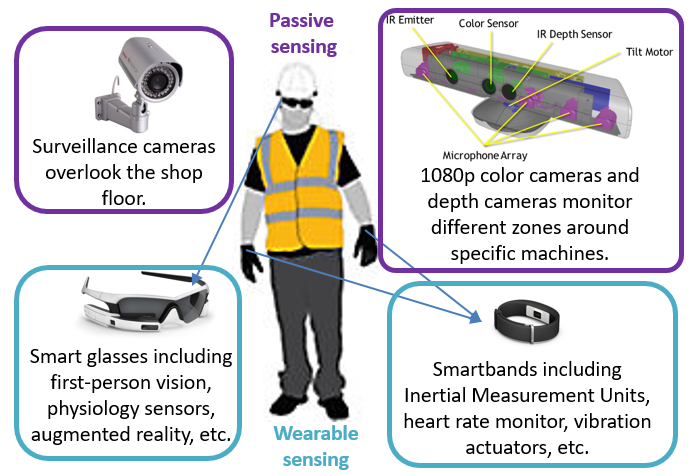 Passive
sensing
Surveillance cameras
overlook the shop
floor.
IR Emitter
Color Sensor
IR Depth Sensor
Tilt Motor
Microphone Array
1080p color cameras and
depth cameras monitor
different zones around
specific machines.
Smart glasses including
first-person vision,
physiology sensors,
augmented reality, etc.
Smartbands including
Inertial Measurement Units,
heart rate monitor, vibration
actuators, etc.
Wearable
sensing